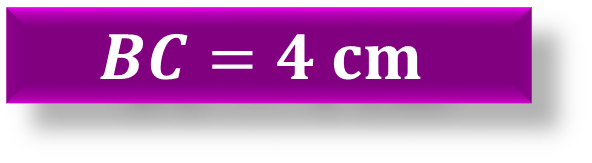 BC = 4 cm